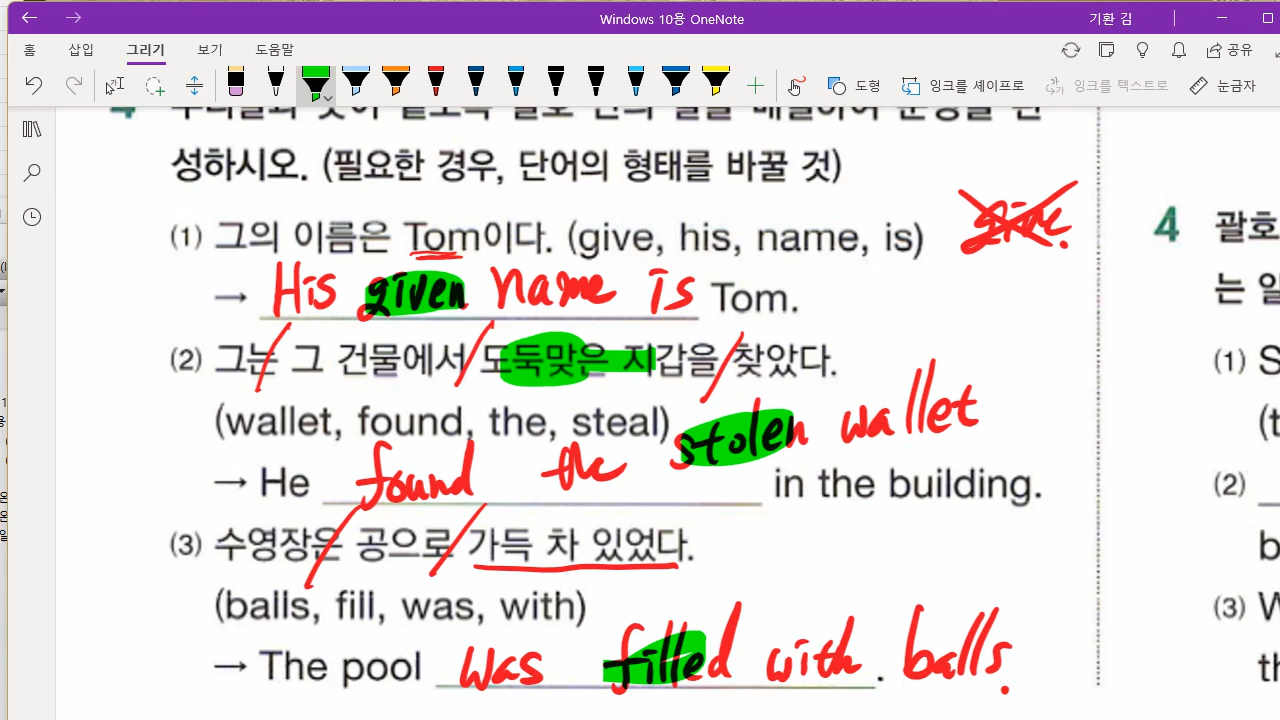 Windows 10용 OneNote
기환 김
홈 삽입 그리기 보기 도움말
공유
도형 잉크를 셰이프로 잉크를 텍스트로 눈금자
성하시오. (필요한 경우, 단어의 형태를 바꿀 것)
(1) 그의 이름은 Tom이다. (give, his, name, is) give.
→ His given name is Tom.
(2) 그는 그 건물에서 도둑맞은 지갑을 찾았다.
(wallet, found, the, steal)
→ He found the stolen wallet in the building.
(3) 수영장은 공으로 가득 차 있었다.
(balls, fill, was, with)
→ The pool was filled with balls.
4 괄호
는 일
(1) S
(t
(2)
b
(3) W
th